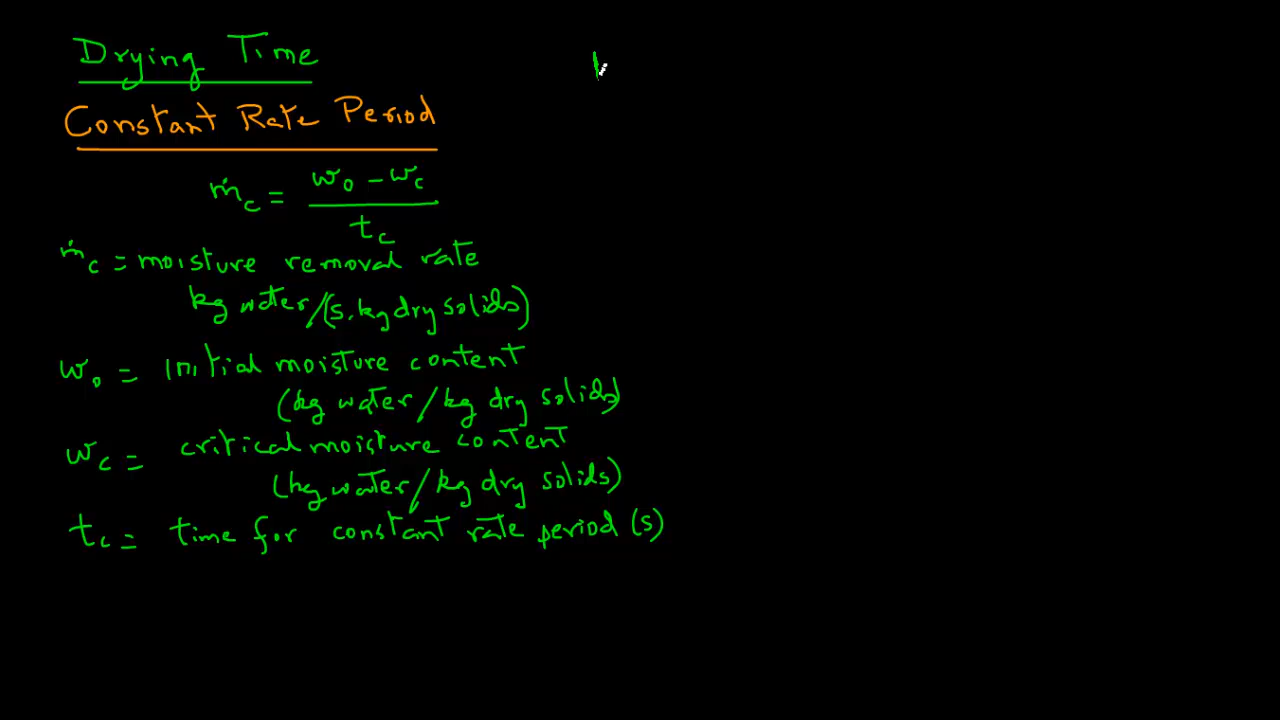 Drying Time
Constant Rate Period
ṁc = (w0 - wc) / tc
ṁc = moisture removal rate
kg water/(s. kg dry solids)
w0 = initial moisture content
(kg water/kg dry solids)
wc = critical moisture content
(kg water/kg dry solids)
tc = time for constant rate period (s)